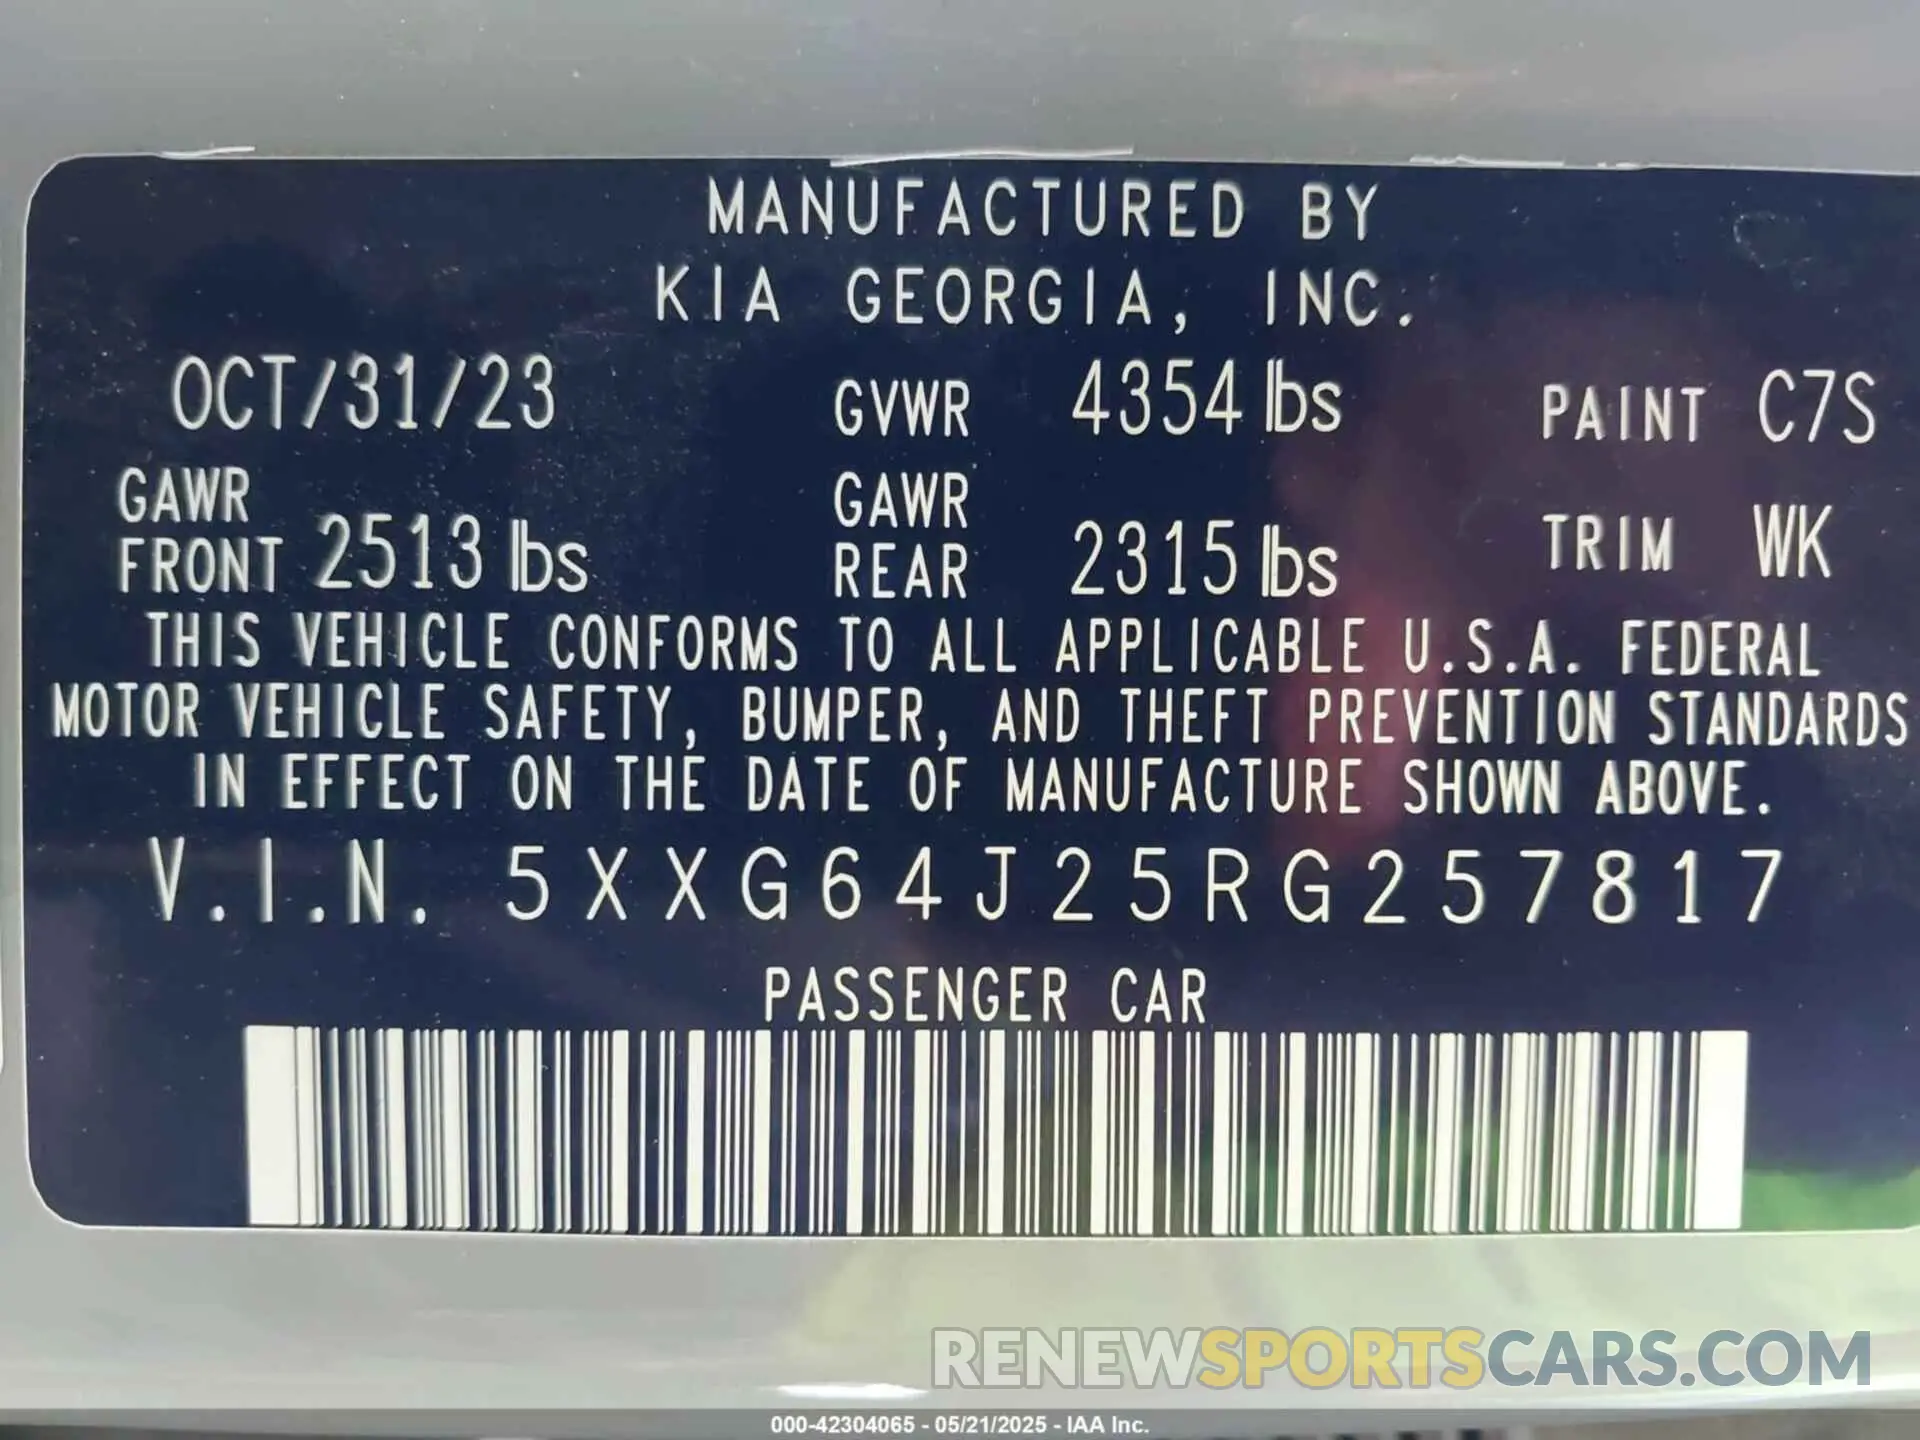 MANUFACTURED BY
KIA GEORGIA, INC.
OCT/31/23 GVWR 4354 lbs PAINT C7S
GAWR FRONT 2513 lbs GAWR REAR 2315 lbs TRIM WK
THIS VEHICLE CONFORMS TO ALL APPLICABLE U.S.A. FEDERAL
MOTOR VEHICLE SAFETY, BUMPER, AND THEFT PREVENTION STANDARDS
IN EFFECT ON THE DATE OF MANUFACTURE SHOWN ABOVE.
V.I.N. 5XXG64J25RG257817
PASSENGER CAR
RENEWSPORTSCARS.COM
000-42304065 - 05/21/2025 - IAA Inc.